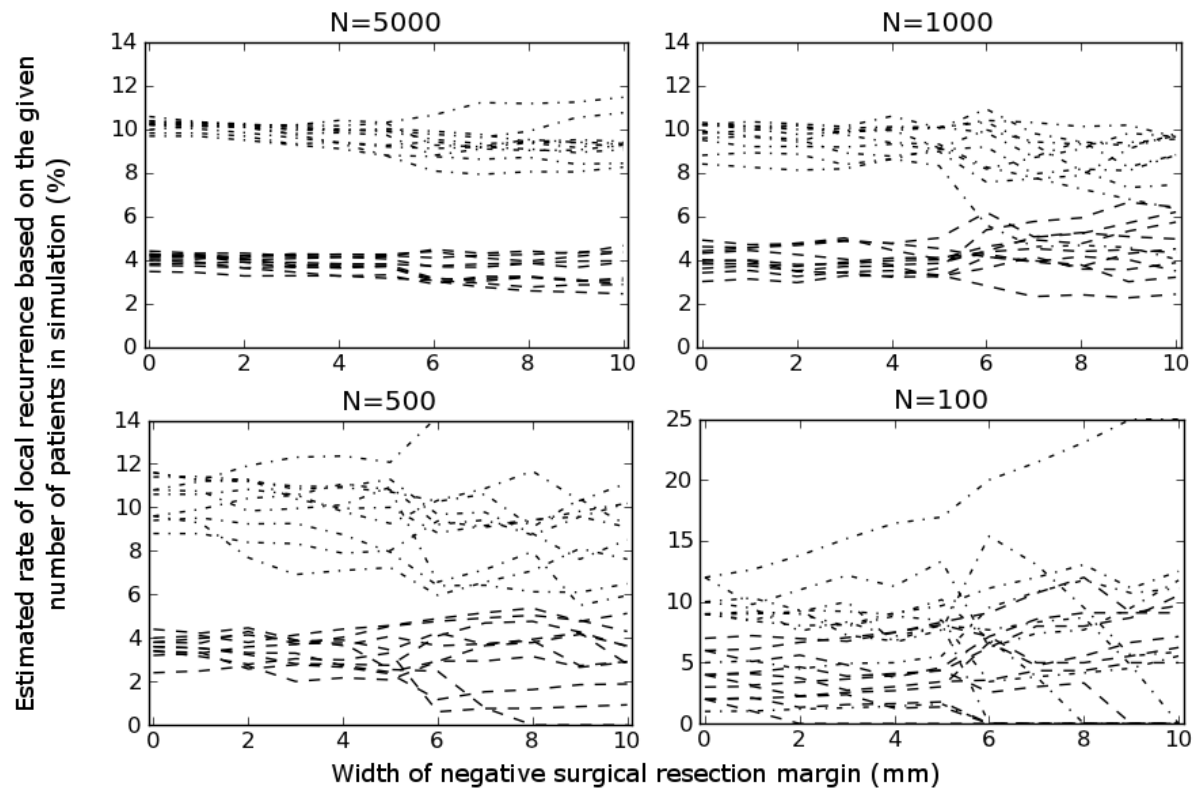 Estimated rate of local recurrence based on the given
number of patients in simulation (%)
N=5000
14
12
10
8
6
4
2
0
0 2 4 6 8 10
N=1000
14
12
10
8
6
4
2
0
0 2 4 6 8 10
N=500
14
12
10
8
6
4
2
0
0 2 4 6 8 10
N=100
25
20
15
10
5
0
0 2 4 6 8 10
Width of negative surgical resection margin (mm)